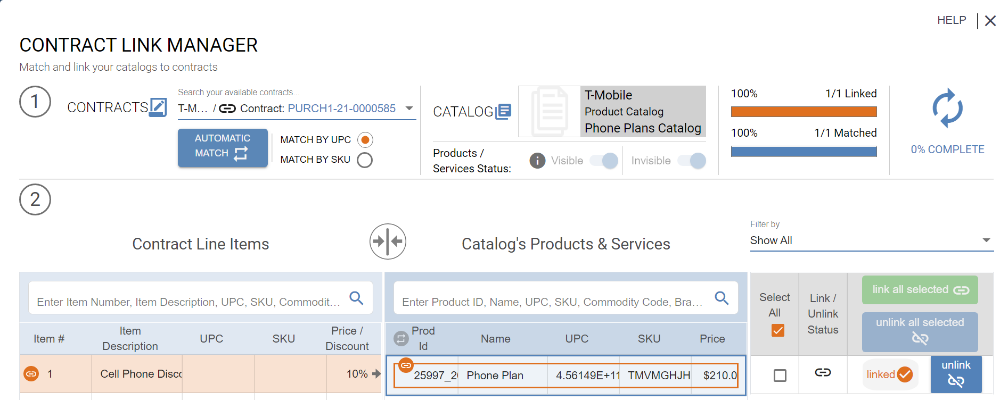 HELP
CONTRACT LINK MANAGER
Match and link your catalogs to contracts
1
CONTRACTS
Search your available contracts...
T-M... / Contract: PURCH1-21-0000585
AUTOMATIC
MATCH
MATCH BY UPC
MATCH BY SKU
CATALOG
T-Mobile
Product Catalog
Phone Plans Catalog
Products /
Services Status:
Visible
Invisible
100% 1/1 Linked
100% 1/1 Matched
0% COMPLETE
2
Contract Line Items
Catalog's Products & Services
Filter by
Show All
Enter Item Number, Item Description, UPC, SKU, Commodit...
Enter Product ID, Name, UPC, SKU, Commodity Code, Bra...
Select
All
Link /
Unlink
Status
link all selected
unlink all selected
Item #
Item
Description
UPC
SKU
Price /
Discount
Prod
Id
Name
UPC
SKU
Price
1 Cell Phone Disc 10%
25997_2 Phone Plan 4.56149E+11 TMVMGHJH $210.0
linked
unlink